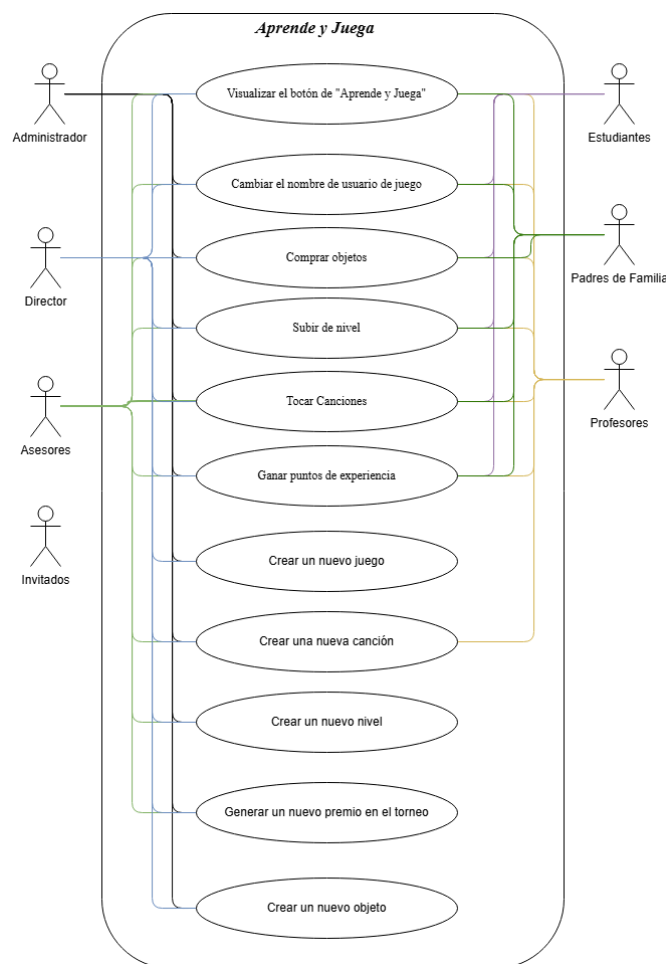 Aprende y Juega
Visualizar el botón de "Aprende y Juega"
Administrador
Estudiantes
Cambiar el nombre de usuario de juego
Comprar objetos
Director
Padres de Familia
Subir de nivel
Tocar Canciones
Asesores
Profesores
Ganar puntos de experiencia
Invitados
Crear un nuevo juego
Crear una nueva canción
Crear un nuevo nivel
Generar un nuevo premio en el torneo
Crear un nuevo objeto